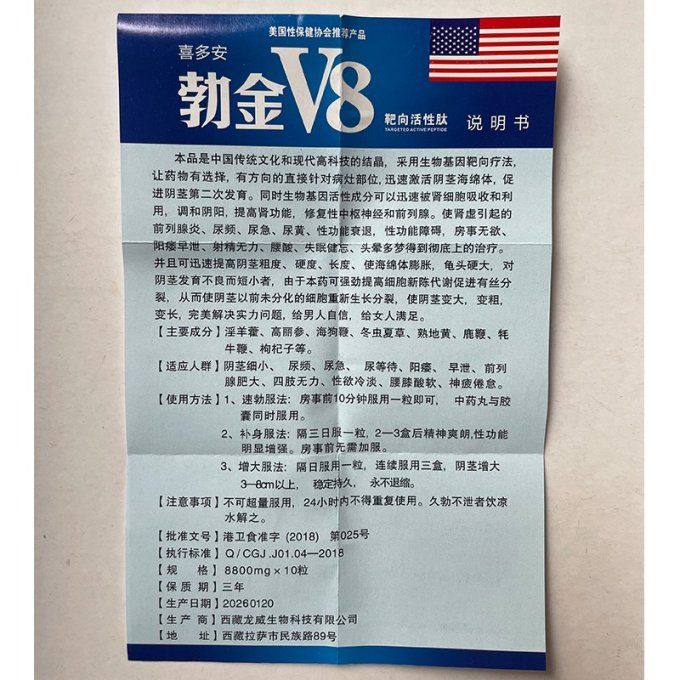 美国性保健协会推荐产品
喜多安
勃金V8
靶向活性肽
TARGETED ACTIVE PEPTIDE
说明书
本品是中国传统文化和现代高科技的结晶，采用生物基因靶向疗法，
让药物有选择，有方向的直接针对病灶部位,迅速激活阴茎海绵体，促
进阴茎第二次发育。同时生物基因活性成分可以迅速被肾细胞吸收和利
用，调和阴阳，提高肾功能，修复性中枢神经和前列腺。使肾虚引起的
前列腺炎、尿频、尿急、尿黄、性功能衰退，性功能障碍，房事无欲、
阳痿早泄、射精无力、腰酸、失眠健忘、头晕多梦得到彻底上的治疗。
并且可迅速提高阴茎粗度、硬度、长度、使海绵体膨胀，龟头硬大，对
阴茎发育不良而短小者，由于本药可强劲提高细胞新陈代谢促进有丝分
裂，从而使阴茎以前未分化的细胞重新生长分裂，使阴茎变大，变粗，
变长，完美解决实力问题，给男人自信，给女人满足。
【主要成分】淫羊藿、高丽参、海狗鞭、冬虫夏草、熟地黄、鹿鞭、牦
牛鞭、枸杞子等。
【适应人群】阴茎细小、 尿频、尿急、 尿等待、阳痿、 早泄、前列
腺肥大、四肢无力、性欲冷淡、腰膝酸软、神疲倦怠。
【使用方法】1、速勃服法：房事前10分钟服用一粒即可， 中药丸与胶
囊同时服用。
2、补身服法：隔三日服一粒，2—3盒后精神爽朗,性功能
明显增强。房事前无需加服。
3、增大服法：隔日服用一粒，连续服用三盒，阴茎增大
3—8cm以上， 稳定持久， 永不退缩。
【注意事项】不可超量服用，24小时内不得重复使用。久勃不泄者饮凉
水解之。
【批准文号】港卫食准字 (2018) 第025号
【执行标准】Q/CGJ .J01.04—2018
【规 格】8800mg×10粒
【保 质 期】三年
【生产日期】20260120
【生 产 商】西藏龙威生物科技有限公司
【地 址】西藏拉萨市民族路89号